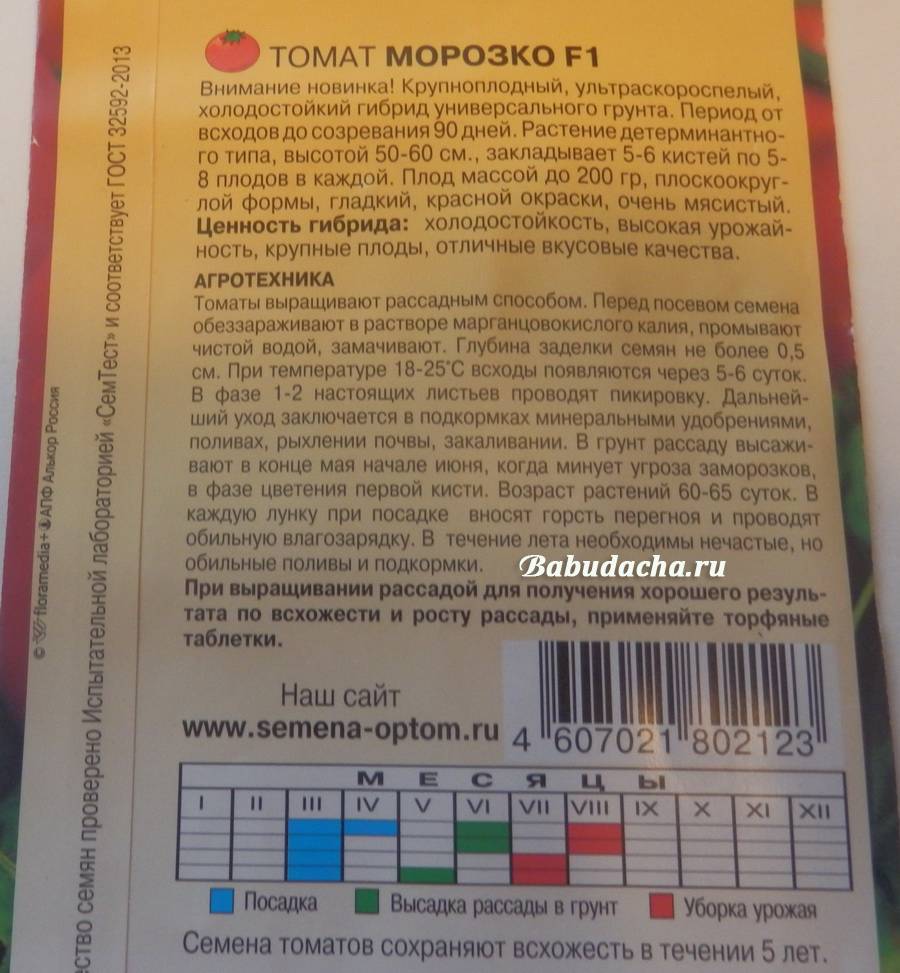 ТОМАТ МОРОЗКО F1
Внимание новинка! Крупноплодный, ультраскороспелый,
холодостойкий гибрид универсального грунта. Период от
всходов до созревания 90 дней. Растение детерминантно-
го типа, высотой 50-60 см., закладывает 5-6 кистей по 5-
8 плодов в каждой. Плод массой до 200 гр, плоскоокруг-
лой формы, гладкий, красной окраски, очень мясистый.
Ценность гибрида: холодостойкость, высокая урожай-
ность, крупные плоды, отличные вкусовые качества.
АГРОТЕХНИКА
Томаты выращивают рассадным способом. Перед посевом семена
обеззараживают в растворе марганцовокислого калия, промывают
чистой водой, замачивают. Глубина заделки семян не более 0,5
см. При температуре 18-25°С всходы появляются через 5-6 суток.
В фазе 1-2 настоящих листьев проводят пикировку. Дальней-
ший уход заключается в подкормках минеральными удобрениями,
поливах, рыхлении почвы, закаливании. В грунт рассаду высажи-
вают в конце мая начале июня, когда минует угроза заморозков,
в фазе цветения первой кисти. Возраст растений 60-65 суток. В
каждую лунку при посадке вносят горсть перегноя и проводят
обильную влагозарядку. В течение лета необходимы нечастые, но
обильные поливы и подкормки.
Babudacha.ru
При выращивании рассадой для получения хорошего резуль-
тата по всхожести и росту рассады, применяйте торфяные
таблетки.
Наш сайт
www.semena-optom.ru
4 607021 802123
МЕСЯЦЫ
I II III IV V VI VII VIII IX X XI XII
Посадка Высадка рассады в грунт Уборка урожая
Семена томатов сохраняют всхожесть в течении 5 лет.
© floramedia + АПФ Алькор Россия
ество семян проверено Испытательной лабораторией «СемТест» и соответствует ГОСТ 32592-2013